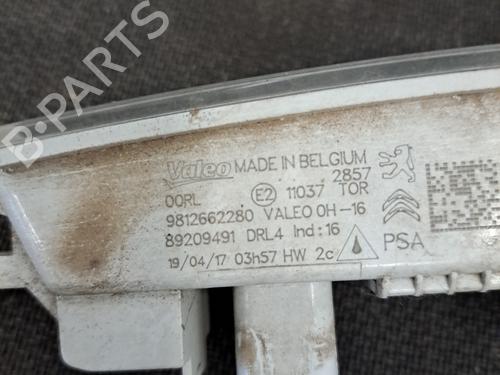 B-PARTS
Valeo MADE IN BELGIUM
2857
00RL E2 11037 TOR
9812662280 VALEO 0H-16
89209491 DRL4 Ind:16
PSA
19/04/17 03h57 HW 2c